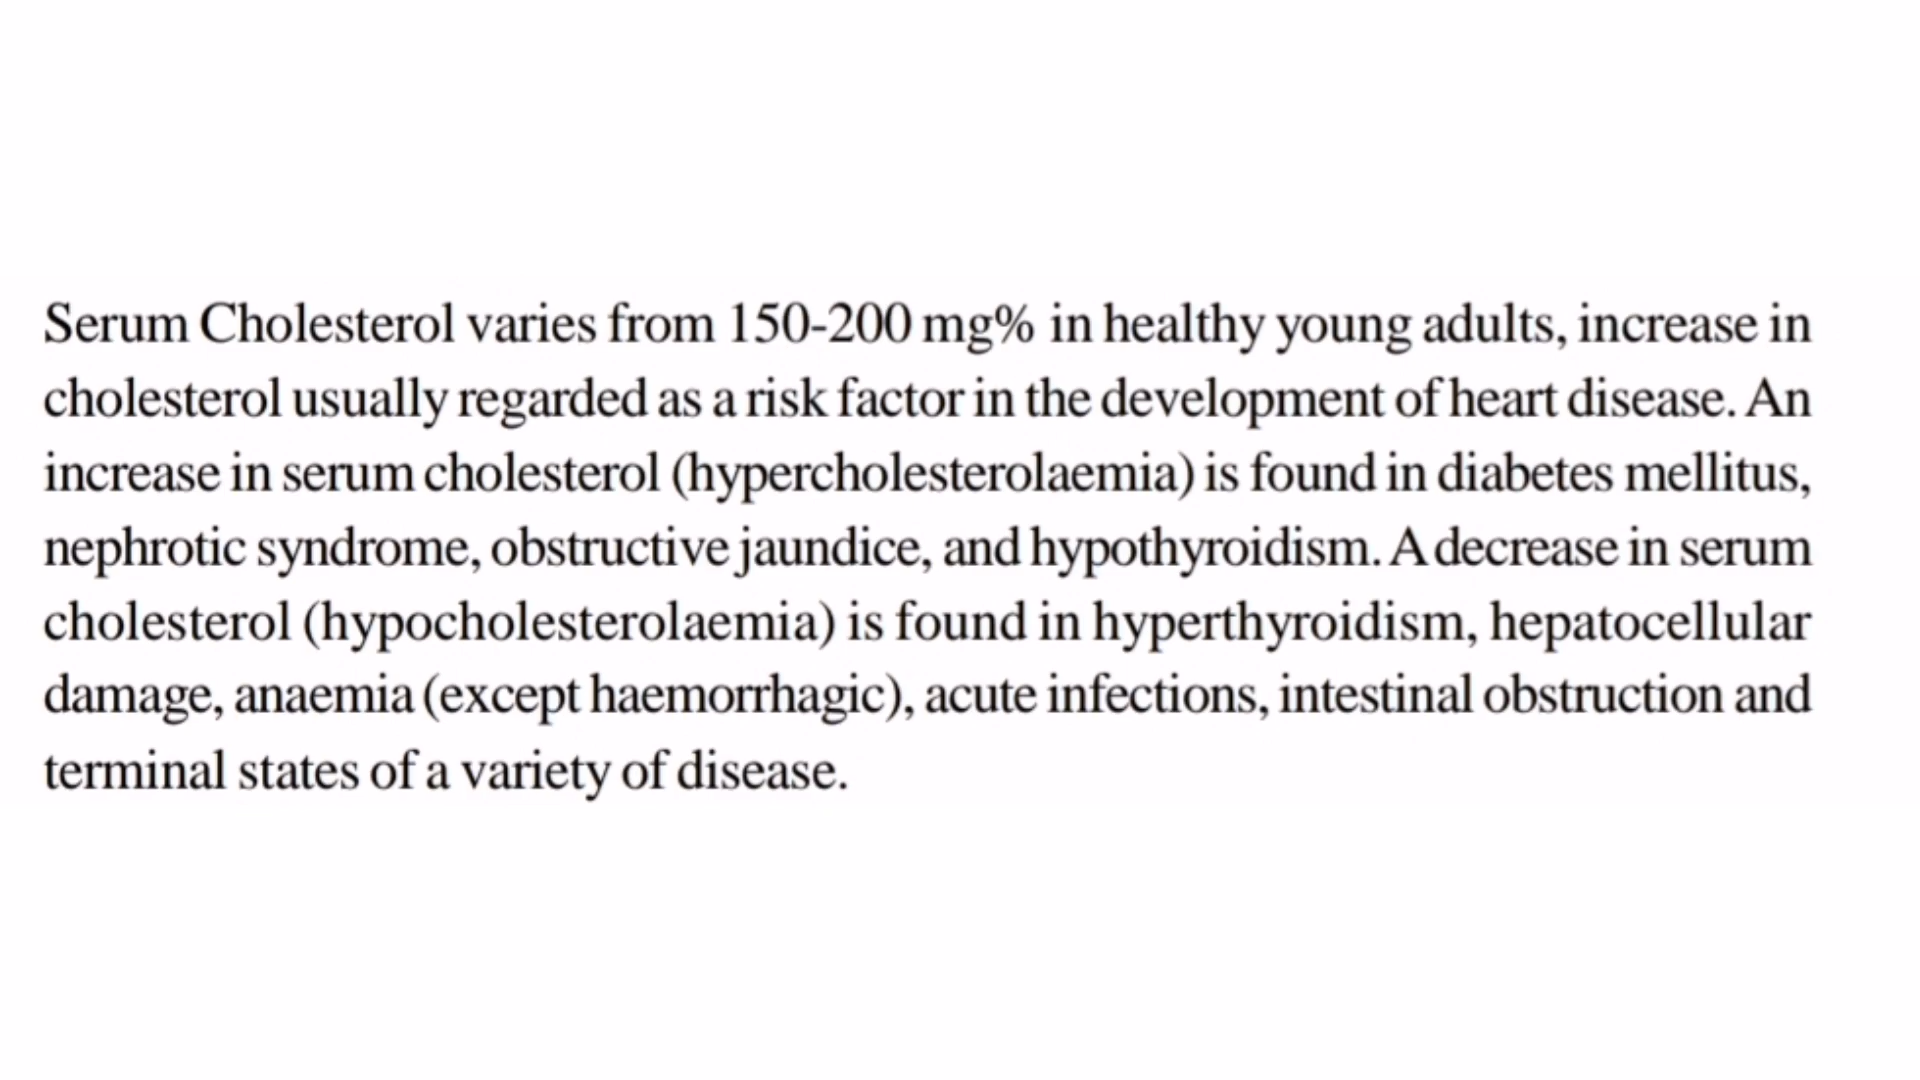 Serum Cholesterol varies from 150-200 mg% in healthy young adults, increase in
cholesterol usually regarded as a risk factor in the development of heart disease. An
increase in serum cholesterol (hypercholesterolaemia) is found in diabetes mellitus,
nephrotic syndrome, obstructive jaundice, and hypothyroidism. A decrease in serum
cholesterol (hypocholesterolaemia) is found in hyperthyroidism, hepatocellular
damage, anaemia (except haemorrhagic), acute infections, intestinal obstruction and
terminal states of a variety of disease.